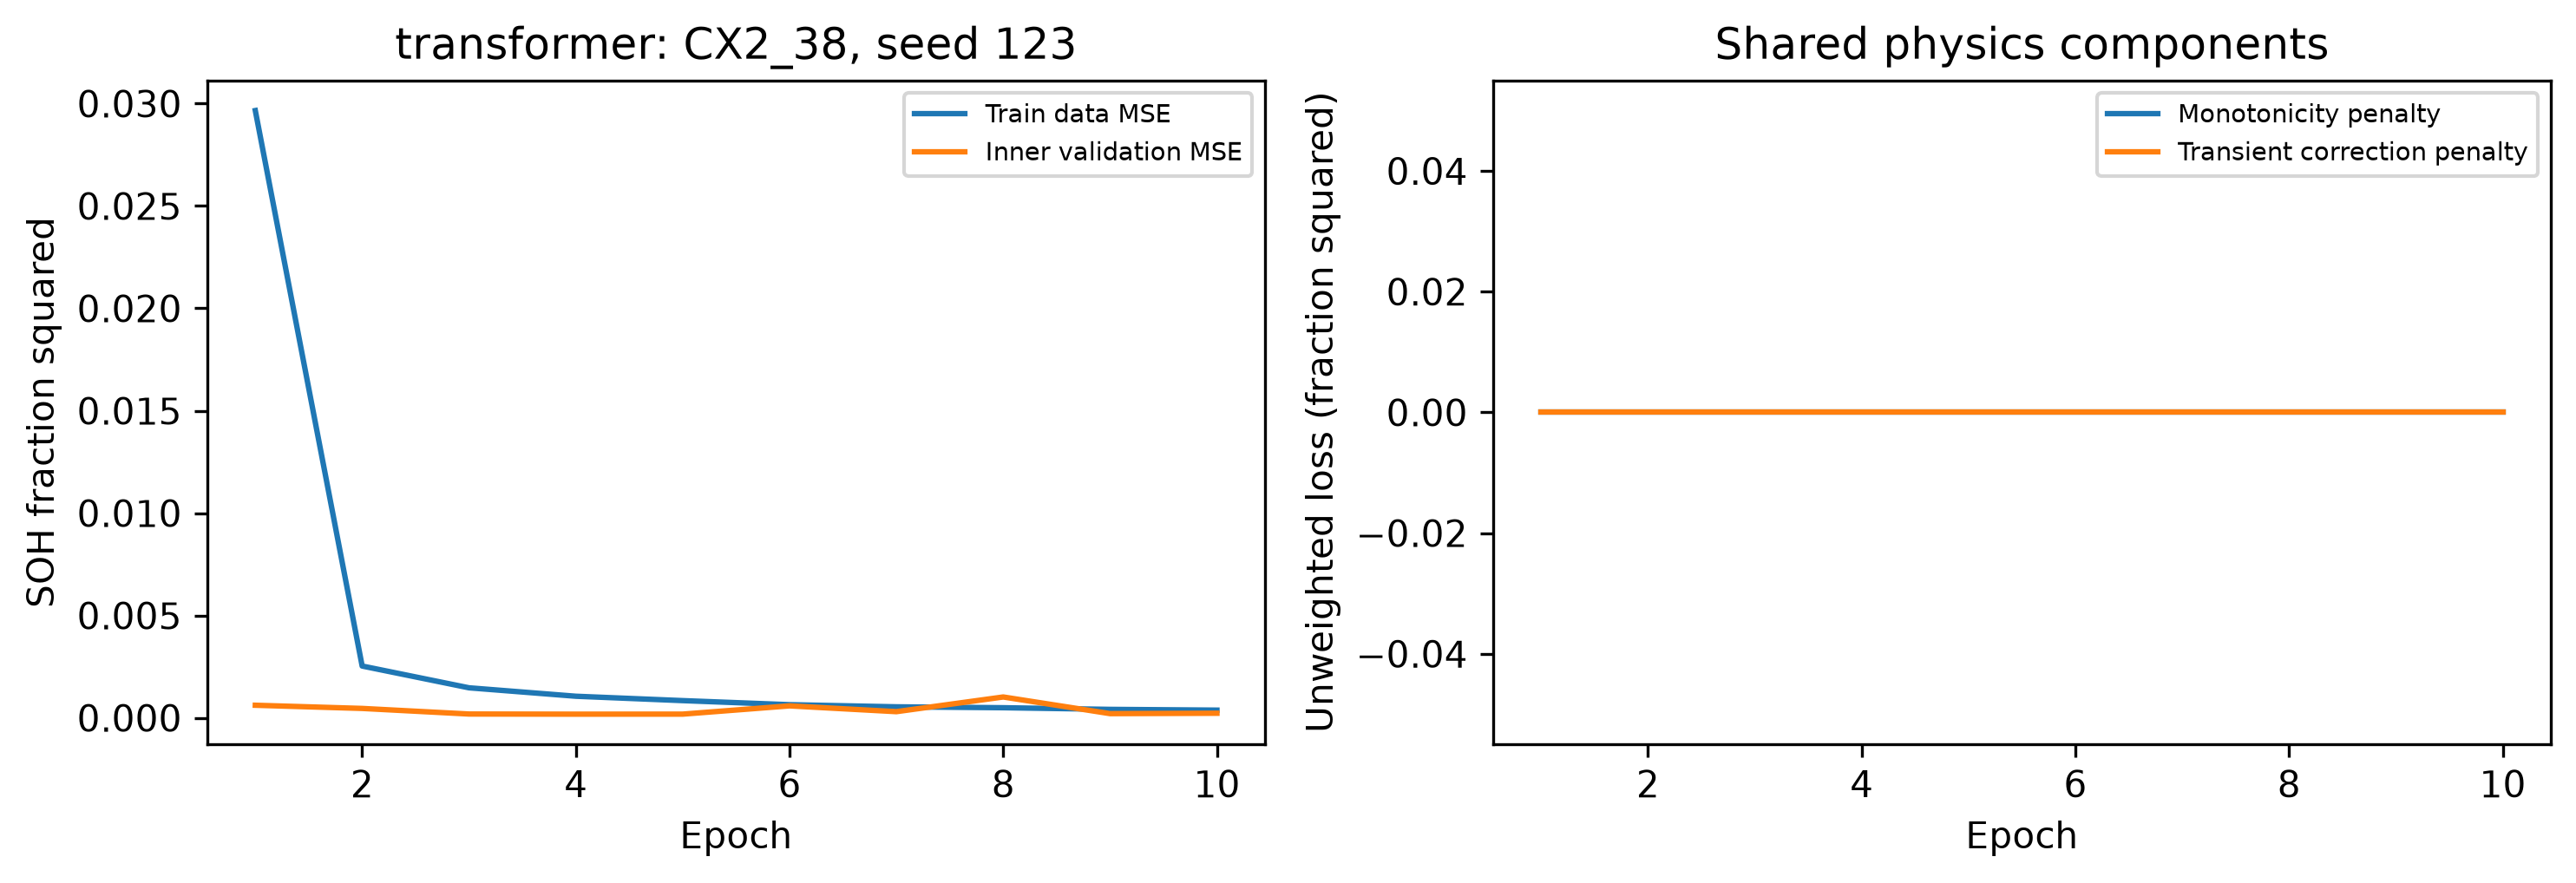 transformer: CX2_38, seed 123
SOH fraction squared
0.030
0.025
0.020
0.015
0.010
0.005
0.000
Train data MSE
Inner validation MSE
2 4 6 8 10
Epoch
Shared physics components
Unweighted loss (fraction squared)
0.04
0.02
0.00
−0.02
−0.04
Monotonicity penalty
Transient correction penalty
2 4 6 8 10
Epoch